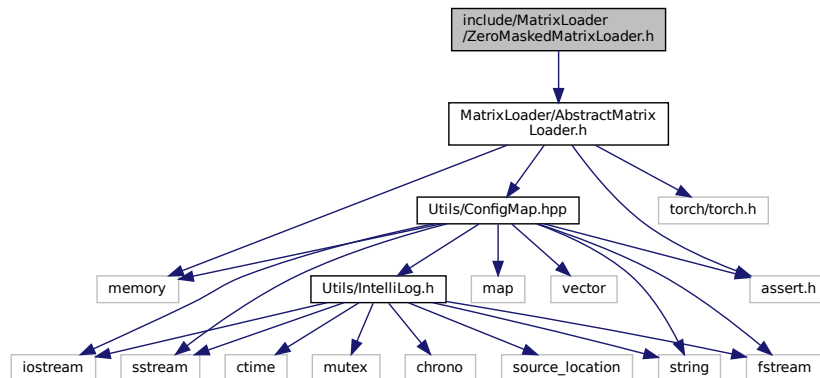 include/MatrixLoader
/ZeroMaskedMatrixLoader.h
MatrixLoader/AbstractMatrix
Loader.h
Utils/ConfigMap.hpp
torch/torch.h
memory
Utils/IntelliLog.h
map
vector
assert.h
iostream
sstream
ctime
mutex
chrono
source_location
string
fstream